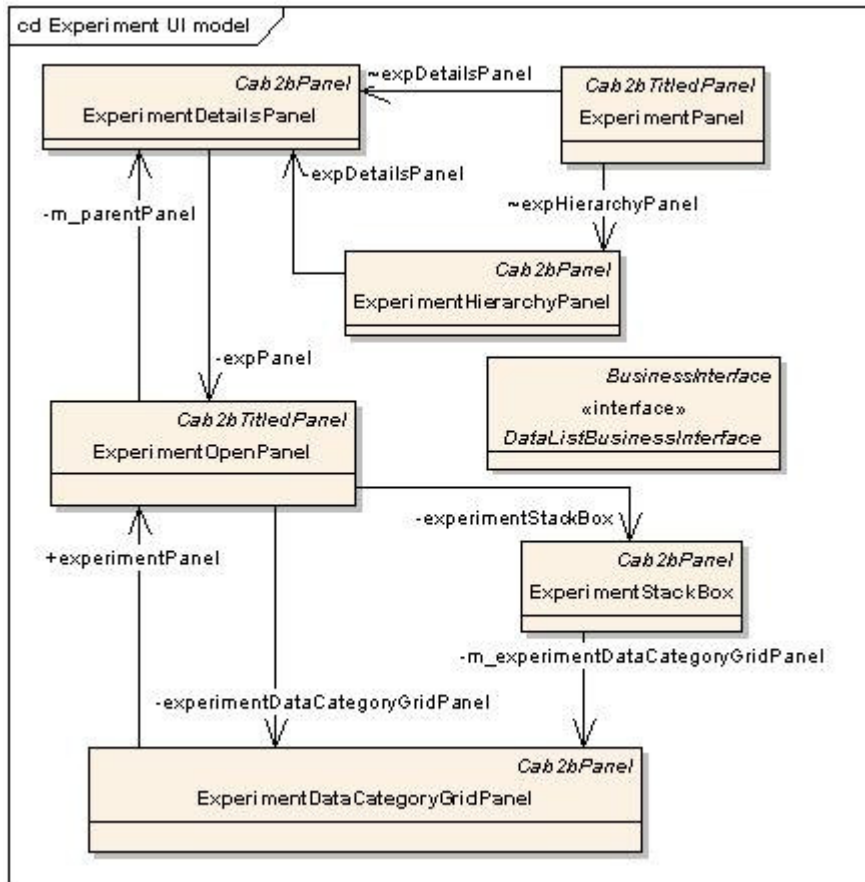 cd Experiment UI model
Cab2bPanel
ExperimentDetailsPanel
~expDetailsPanel
Cab2bTitledPanel
ExperimentPanel
-expDetailsPanel
-m_parentPanel
~expHierarchyPanel
Cab2bPanel
ExperimentHierarchyPanel
-expPanel
BusinessInterface
«interface»
DataListBusinessInterface
Cab2bTitledPanel
ExperimentOpenPanel
-experimentStackBox
+experimentPanel
Cab2bPanel
ExperimentStackBox
-m_experimentDataCategoryGridPanel
-experimentDataCategoryGridPanel
Cab2bPanel
ExperimentDataCategoryGridPanel